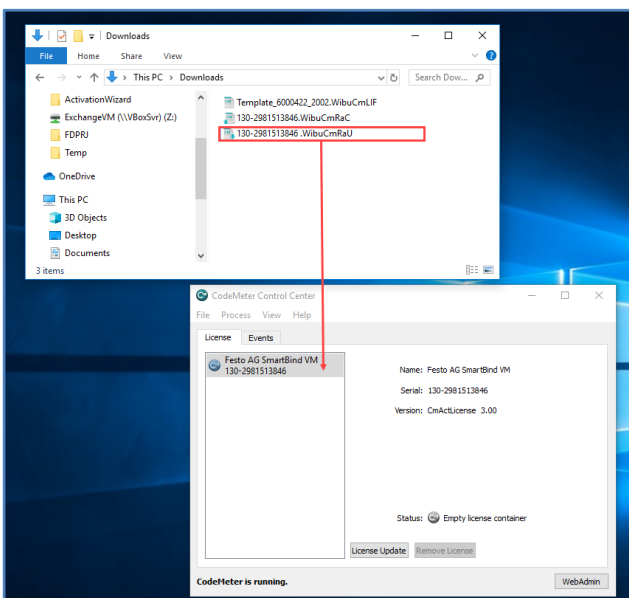 Downloads
File Home Share View
This PC > Downloads
Search Dow...
ActivationWizard
ExchangeVM (\\VBoxSvr) (Z:)
FDPRJ
Temp
OneDrive
This PC
3D Objects
Desktop
Documents
Template_6000422_2002.WibuCmLIF
130-2981513846.WibuCmRaC
130-2981513846 .WibuCmRaU
3 items
CodeMeter Control Center
File Process View Help
License Events
Festo AG SmartBind VM
130-2981513846
Name: Festo AG SmartBind VM
Serial: 130-2981513846
Version: CmActLicense 3.00
Status: Empty license container
License Update Remove License
CodeMeter is running.
WebAdmin